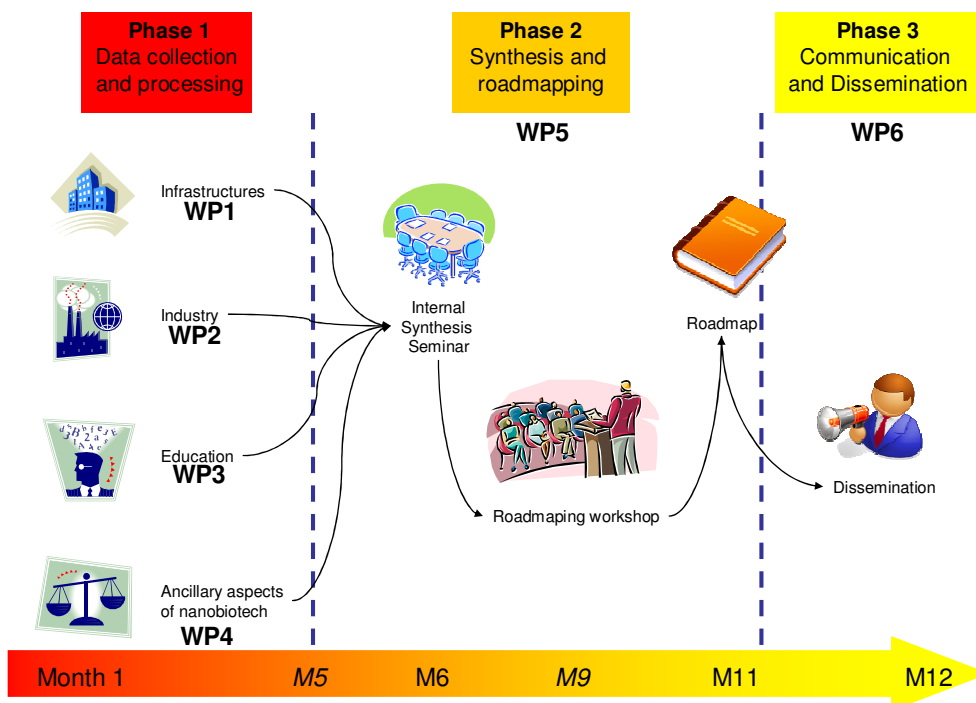 Phase 1
Data collection
and processing
Phase 2
Synthesis and
roadmapping
Phase 3
Communication
and Dissemination
WP5
WP6
Infrastructures
WP1
Industry
WP2
Education
WP3
Ancillary aspects
of nanobiotech
WP4
Internal
Synthesis
Seminar
Roadmaping workshop
Roadmap
Dissemination
Month 1
M5
M6
M9
M11
M12